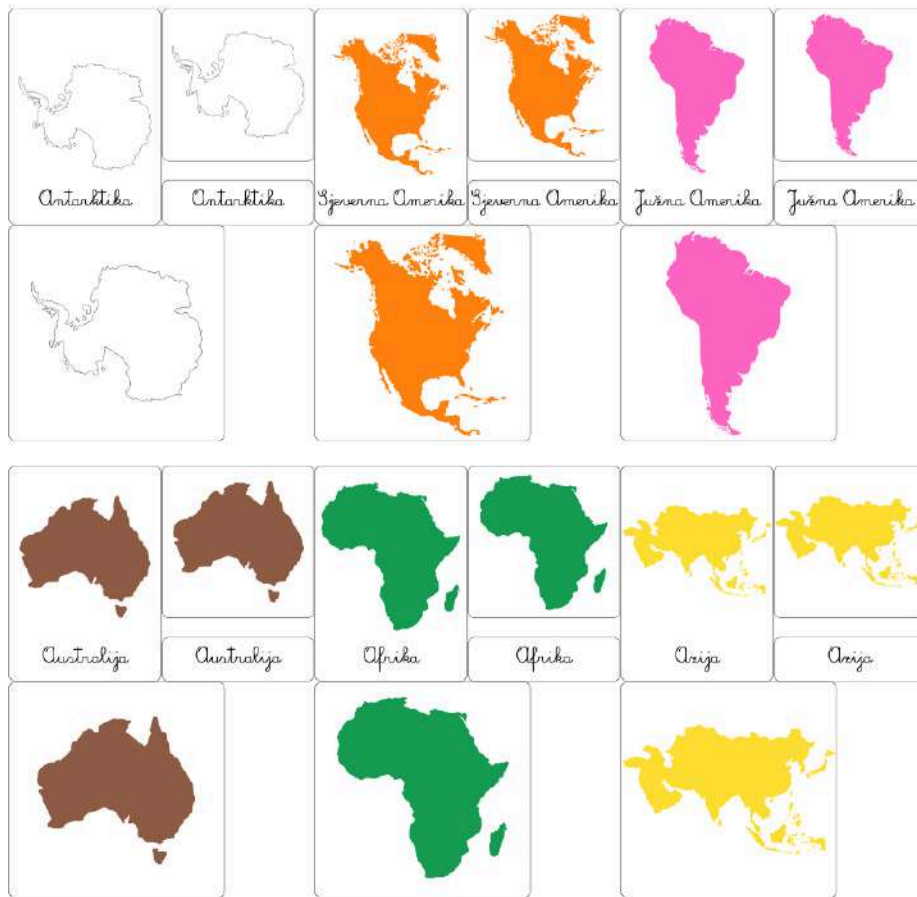 Antarktika
Antarktika
Sjeverna Amerika
Sjeverna Amerika
Južna Amerika
Južna Amerika
Australija
Australija
Afrika
Afrika
Azija
Azija